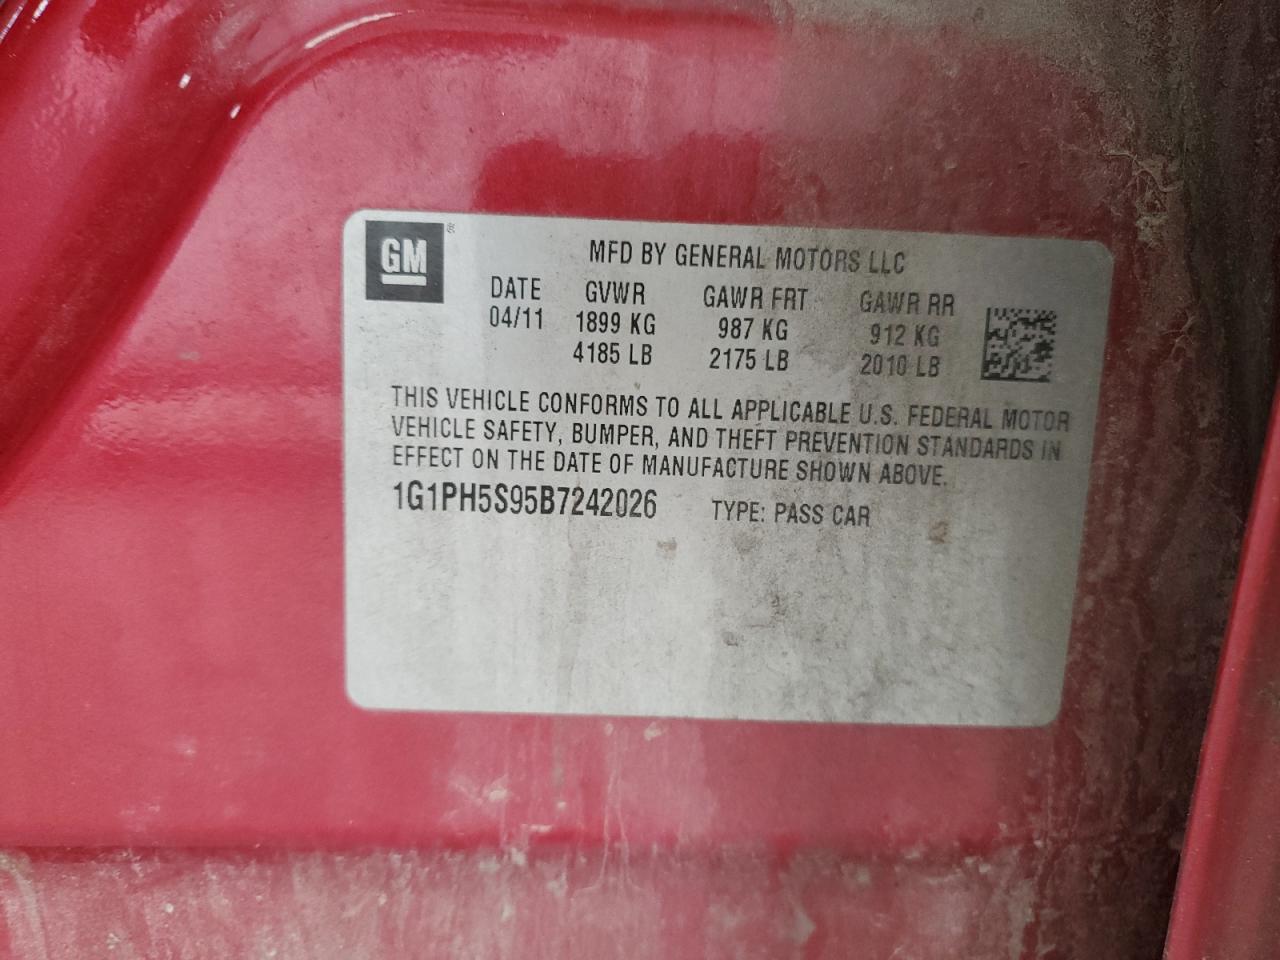 GM®
MFD BY GENERAL MOTORS LLC
DATE GVWR GAWR FRT GAWR RR
04/11 1899 KG 987 KG 912 KG
4185 LB 2175 LB 2010 LB
THIS VEHICLE CONFORMS TO ALL APPLICABLE U.S. FEDERAL MOTOR
VEHICLE SAFETY, BUMPER, AND THEFT PREVENTION STANDARDS IN
EFFECT ON THE DATE OF MANUFACTURE SHOWN ABOVE.
1G1PH5S95B7242026 TYPE: PASS CAR